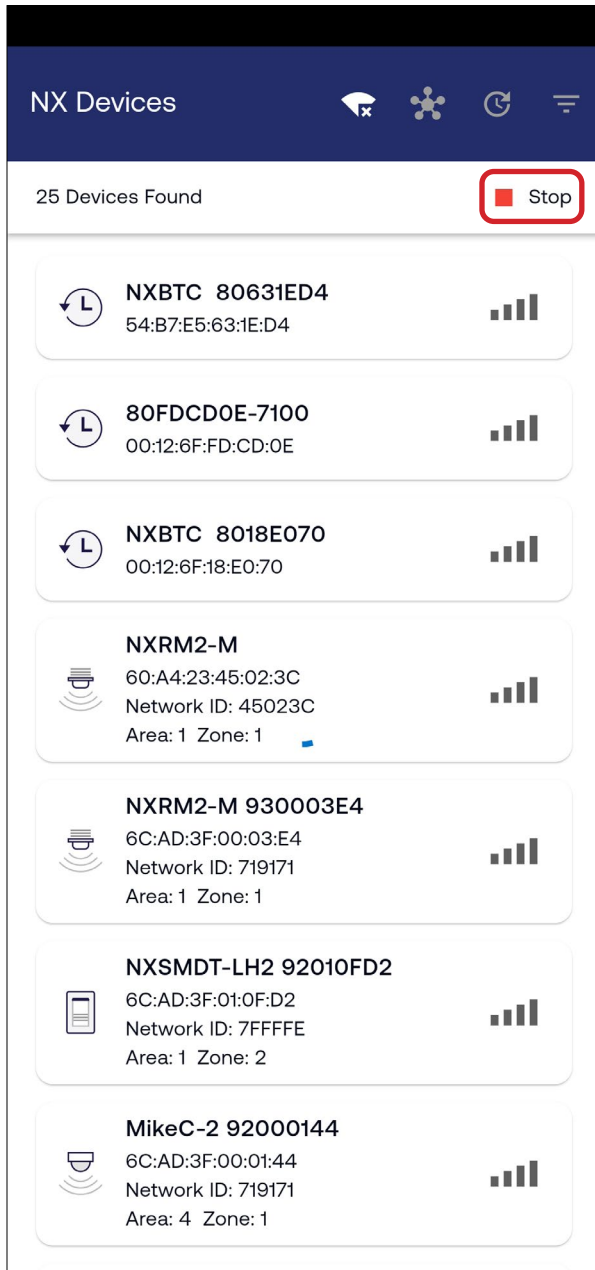 NX Devices
25 Devices Found
Stop
NXBTC 80631ED4
54:B7:E5:63:1E:D4
80FDCD0E-7100
00:12:6F:FD:CD:0E
NXBTC 8018E070
00:12:6F:18:E0:70
NXRM2-M
60:A4:23:45:02:3C
Network ID: 45023C
Area: 1 Zone: 1
NXRM2-M 930003E4
6C:AD:3F:00:03:E4
Network ID: 719171
Area: 1 Zone: 1
NXSMDT-LH2 92010FD2
6C:AD:3F:01:0F:D2
Network ID: 7FFFFE
Area: 1 Zone: 2
MikeC-2 92000144
6C:AD:3F:00:01:44
Network ID: 719171
Area: 4 Zone: 1